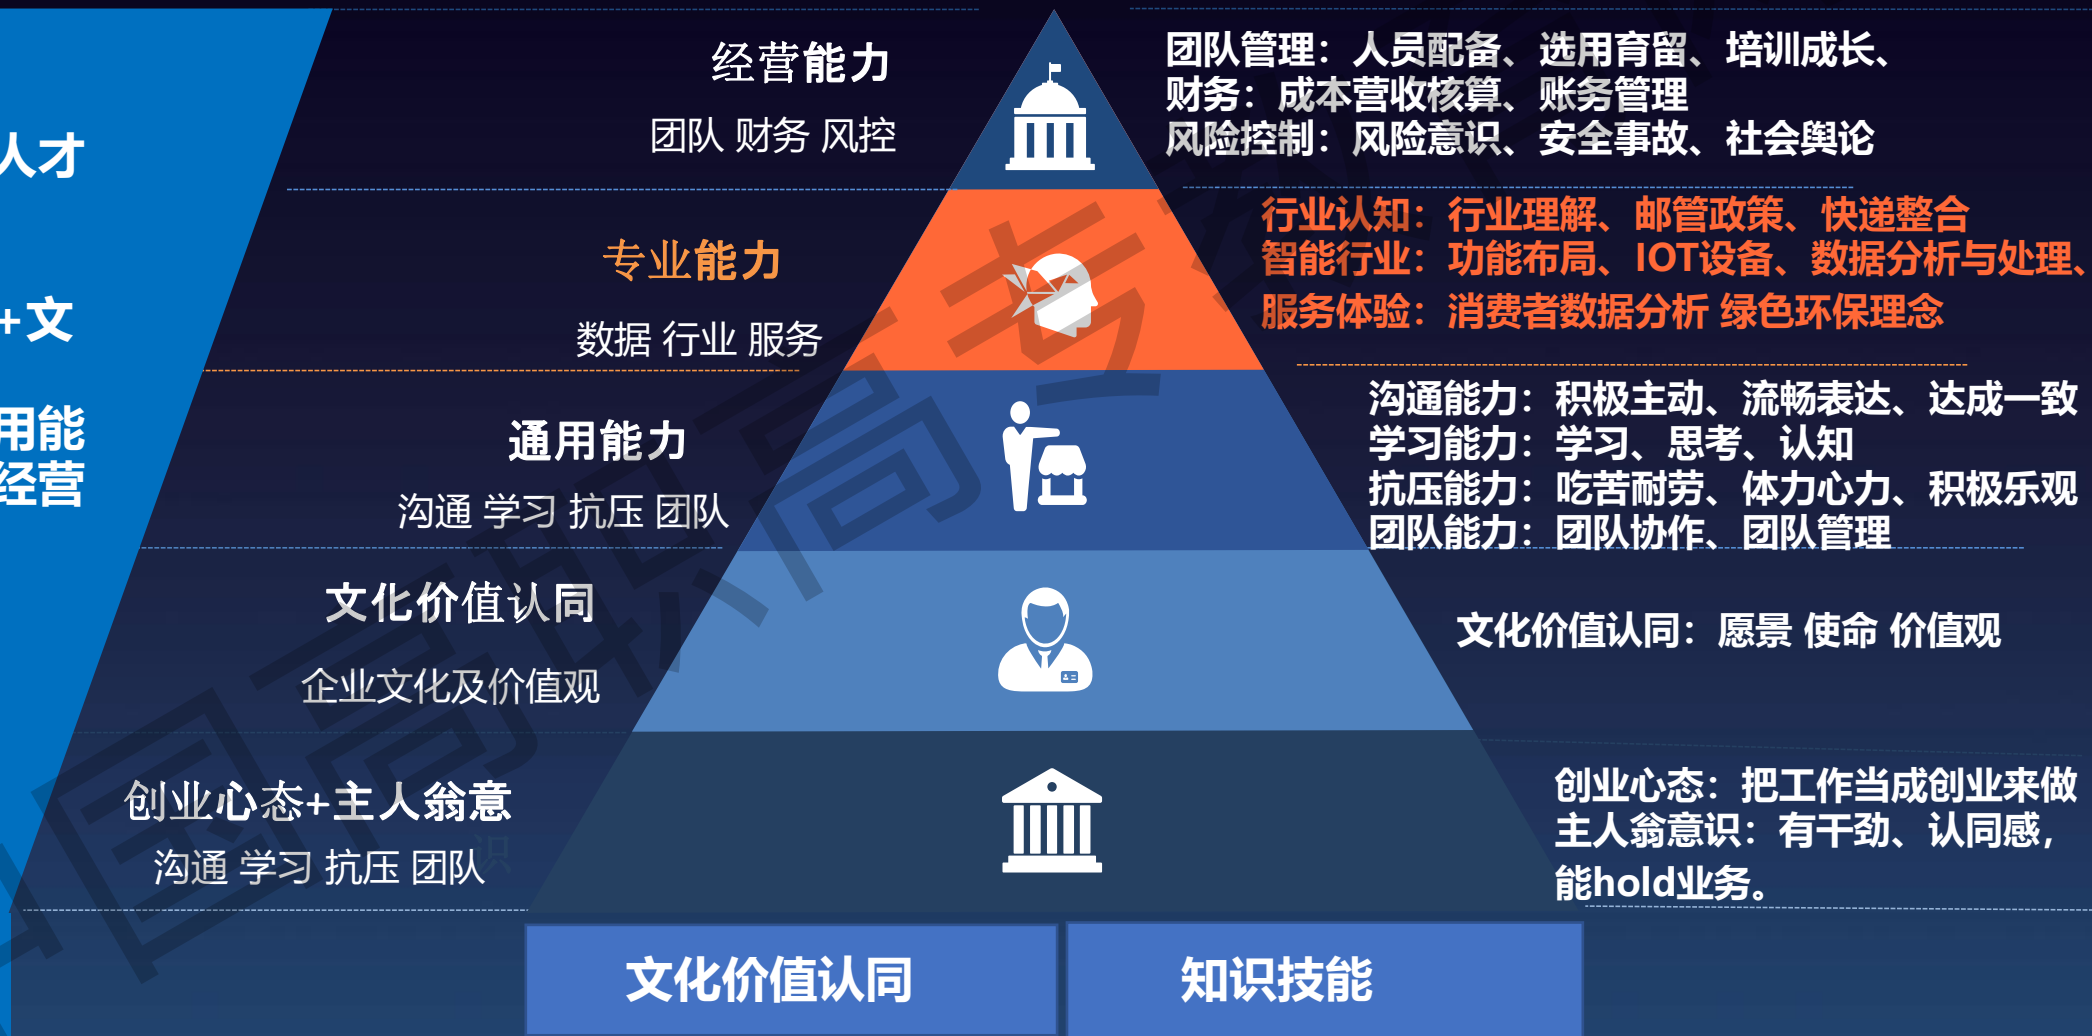 人才
+文
用能
经营
经营能力
团队 财务 风控
团队管理：人员配备、选用育留、培训成长、
财务：成本营收核算、账务管理
风险控制：风险意识、安全事故、社会舆论
专业能力
数据 行业 服务
行业认知：行业理解、邮管政策、快递整合
智能行业：功能布局、IOT设备、数据分析与处理、
服务体验：消费者数据分析 绿色环保理念
通用能力
沟通 学习 抗压 团队
沟通能力：积极主动、流畅表达、达成一致
学习能力：学习、思考、认知
抗压能力：吃苦耐劳、体力心力、积极乐观
团队能力：团队协作、团队管理
文化价值认同
企业文化及价值观
文化价值认同：愿景 使命 价值观
创业心态+主人翁意
识
沟通 学习 抗压 团队
创业心态：把工作当成创业来做
主人翁意识：有干劲、认同感，
能hold业务。
文化价值认同
知识技能
国高职高专